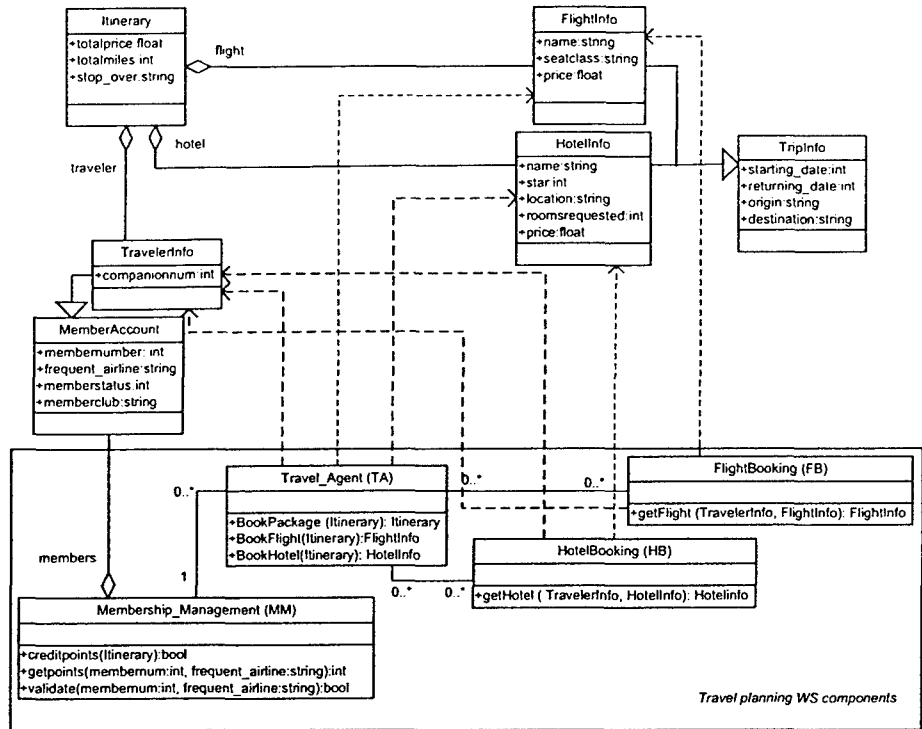 Itinerary
+totalprice float
+totalmiles int
+stop_over:string
flight
FlightInfo
+name:string
+seatclass:string
+price:float
hotel
traveler
HotelInfo
+name:string
+star int
+location:string
+roomsrequested:int
+price:float
TripInfo
+starting_date:int
+returning_date int
+origin:string
+destination:string
TravelerInfo
+companionnum:int
MemberAccount
+membernumber: int
+frequent_airline:string
+memberstatus.int
+memberclub:string
Travel_Agent (TA)
+BookPackage (Itinerary): Itinerary
+BookFlight(Itinerary):FlightInfo
+BookHotel(Itinerary): HotelInfo
0..*
0..*
0..*
FlightBooking (FB)
+getFlight (TravelerInfo, FlightInfo): FlightInfo
HotelBooking (HB)
+getHotel ( TravelerInfo, HotelInfo): Hotelinfo
0..*
0..*
members
1
Membership_Management (MM)
+creditpoints(Itinerary):bool
+getpoints(membernum:int, frequent_airline:string):int
+validate(membernum:int, frequent_airline:string):bool
Travel planning WS components